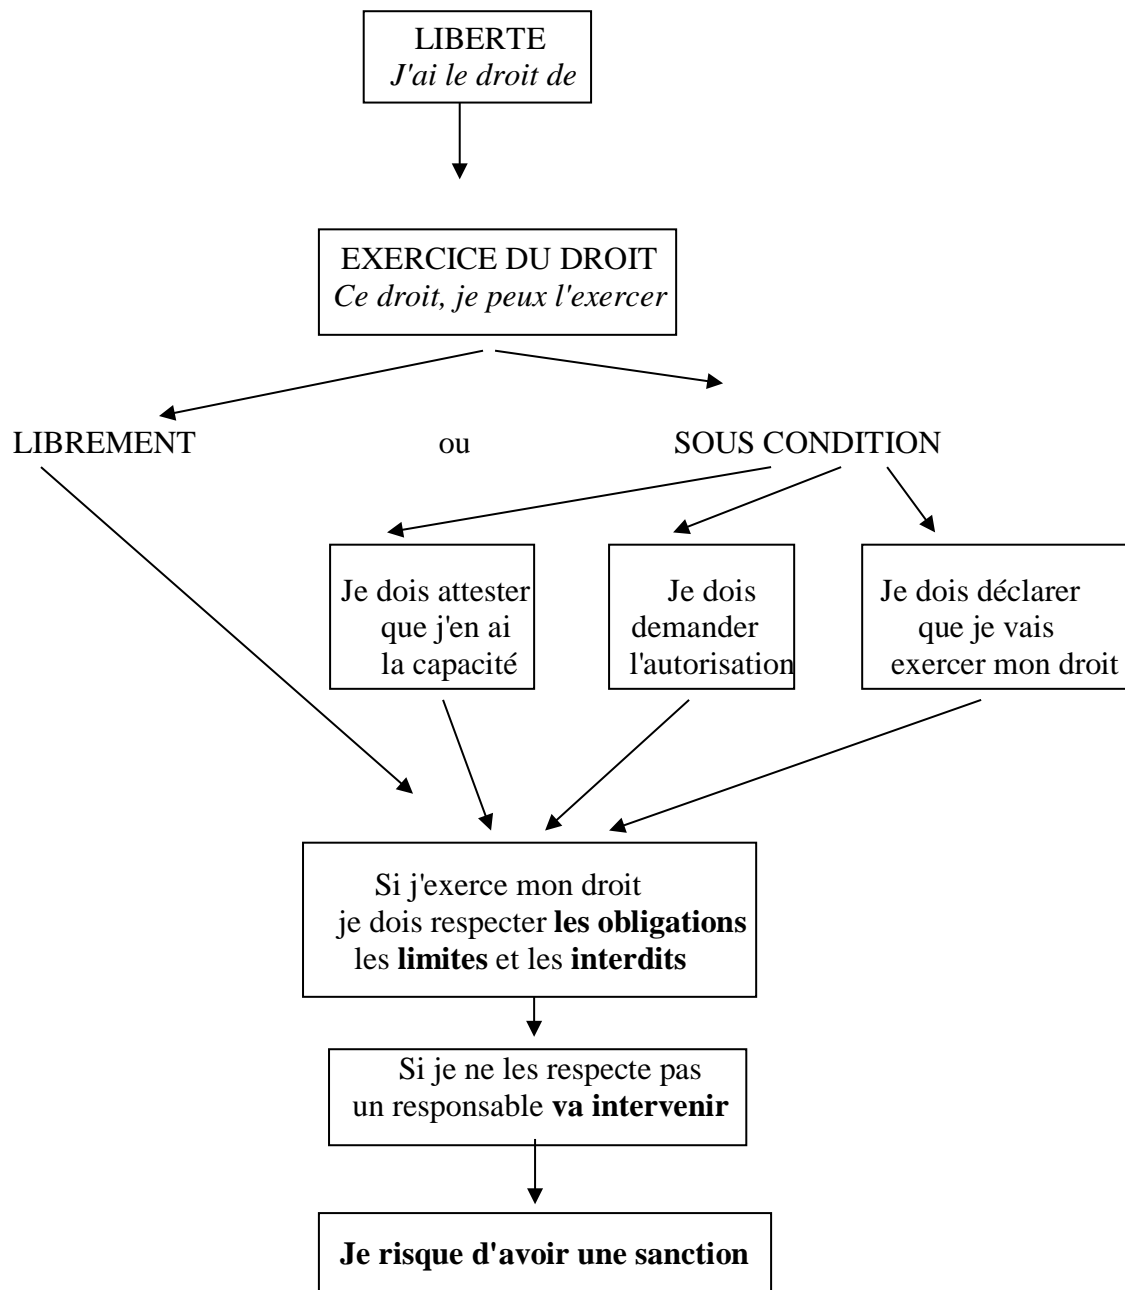 LIBERTE
J'ai le droit de
EXERCICE DU DROIT
Ce droit, je peux l'exercer
LIBREMENT
ou
SOUS CONDITION
Je dois attester
que j'en ai
la capacité
Je dois
demander
l'autorisation
Je dois déclarer
que je vais
exercer mon droit
Si j'exerce mon droit
je dois respecter les obligations
les limites et les interdits
Si je ne les respecte pas
un responsable va intervenir
Je risque d'avoir une sanction